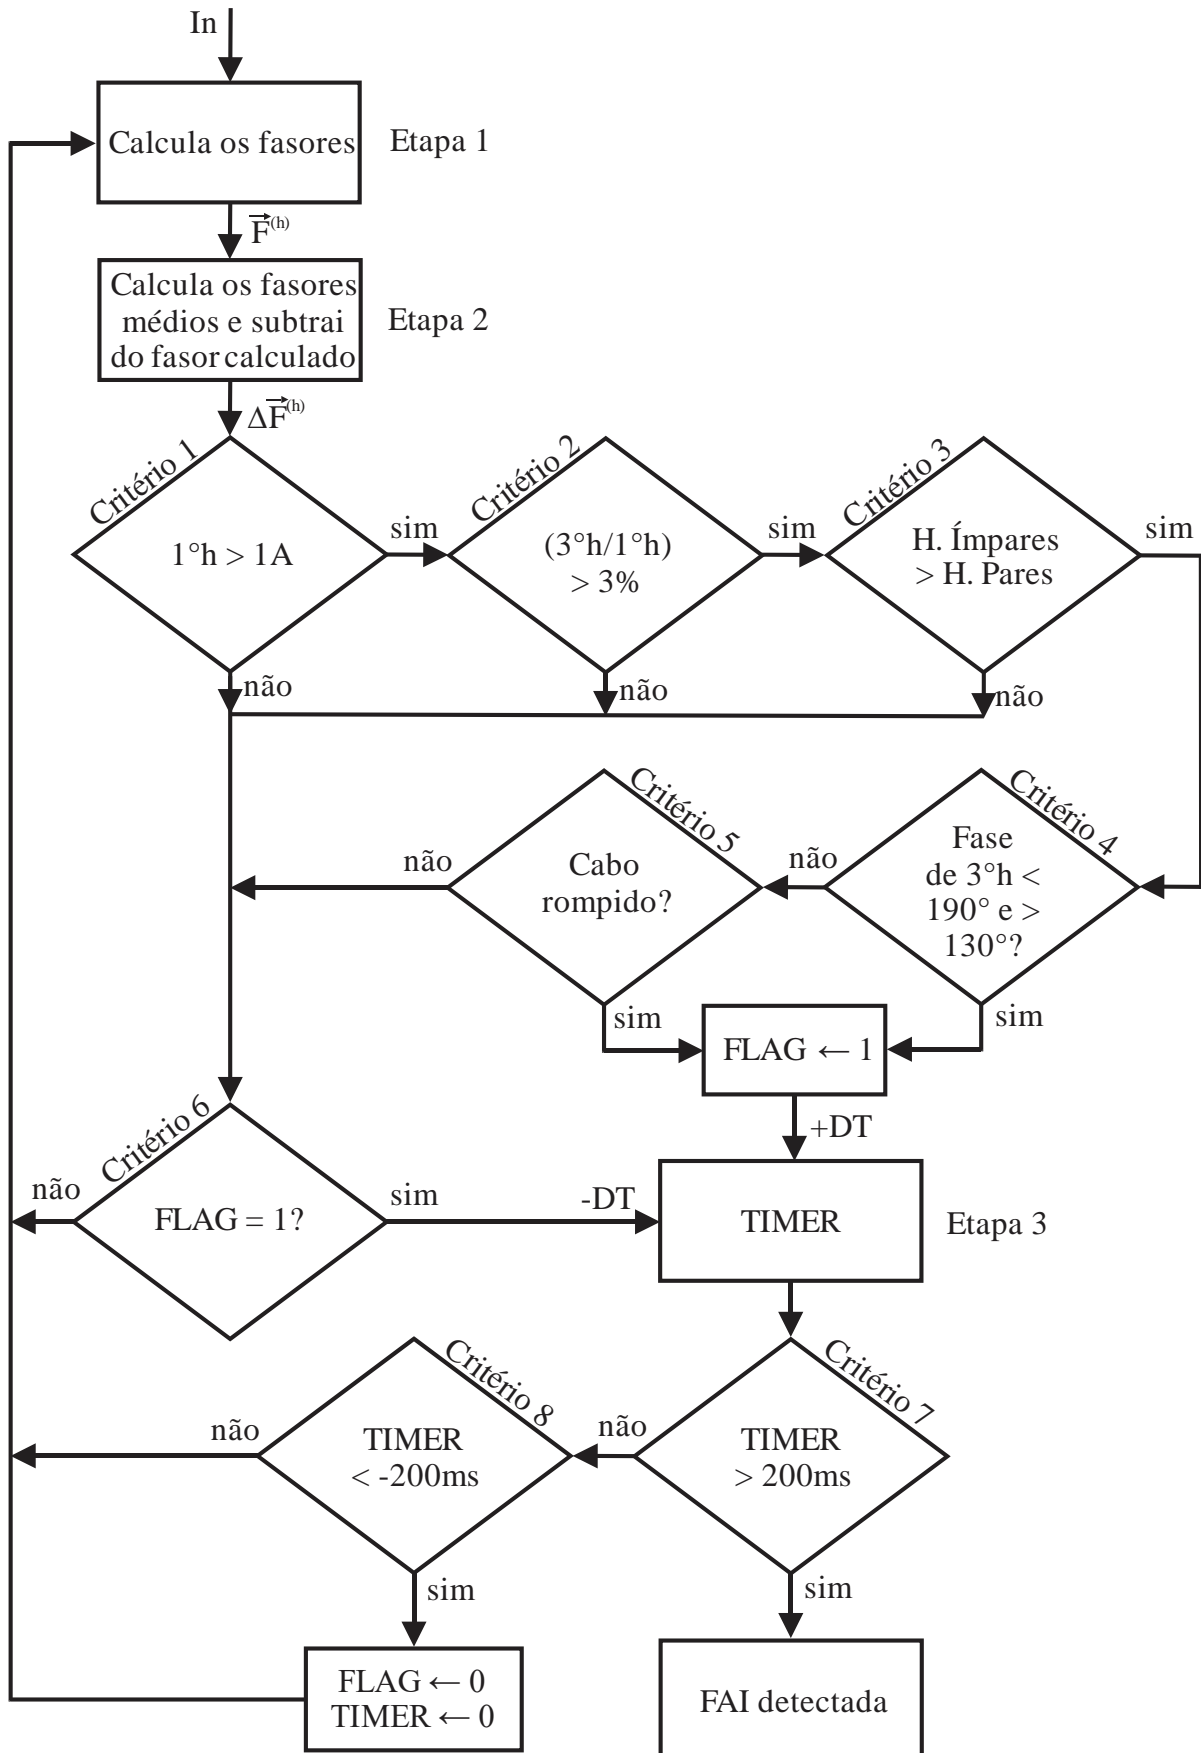 In
Calcula os fasores
Etapa 1
F⃗(h)
Calcula os fasores
médios e subtrai
do fasor calculado
Etapa 2
ΔF⃗(h)
Critério 1
1°h > 1A
sim
não
Critério 2
(3°h/1°h)
> 3%
sim
não
Critério 3
H. Ímpares
> H. Pares
sim
não
Critério 4
Fase
de 3°h <
190° e >
130°?
não
sim
Critério 5
Cabo
rompido?
não
sim
FLAG ← 1
+DT
Critério 6
FLAG = 1?
não
sim
-DT
TIMER
Etapa 3
Critério 7
TIMER
> 200ms
não
sim
Critério 8
TIMER
< -200ms
não
sim
FLAG ← 0
TIMER ← 0
FAI detectada